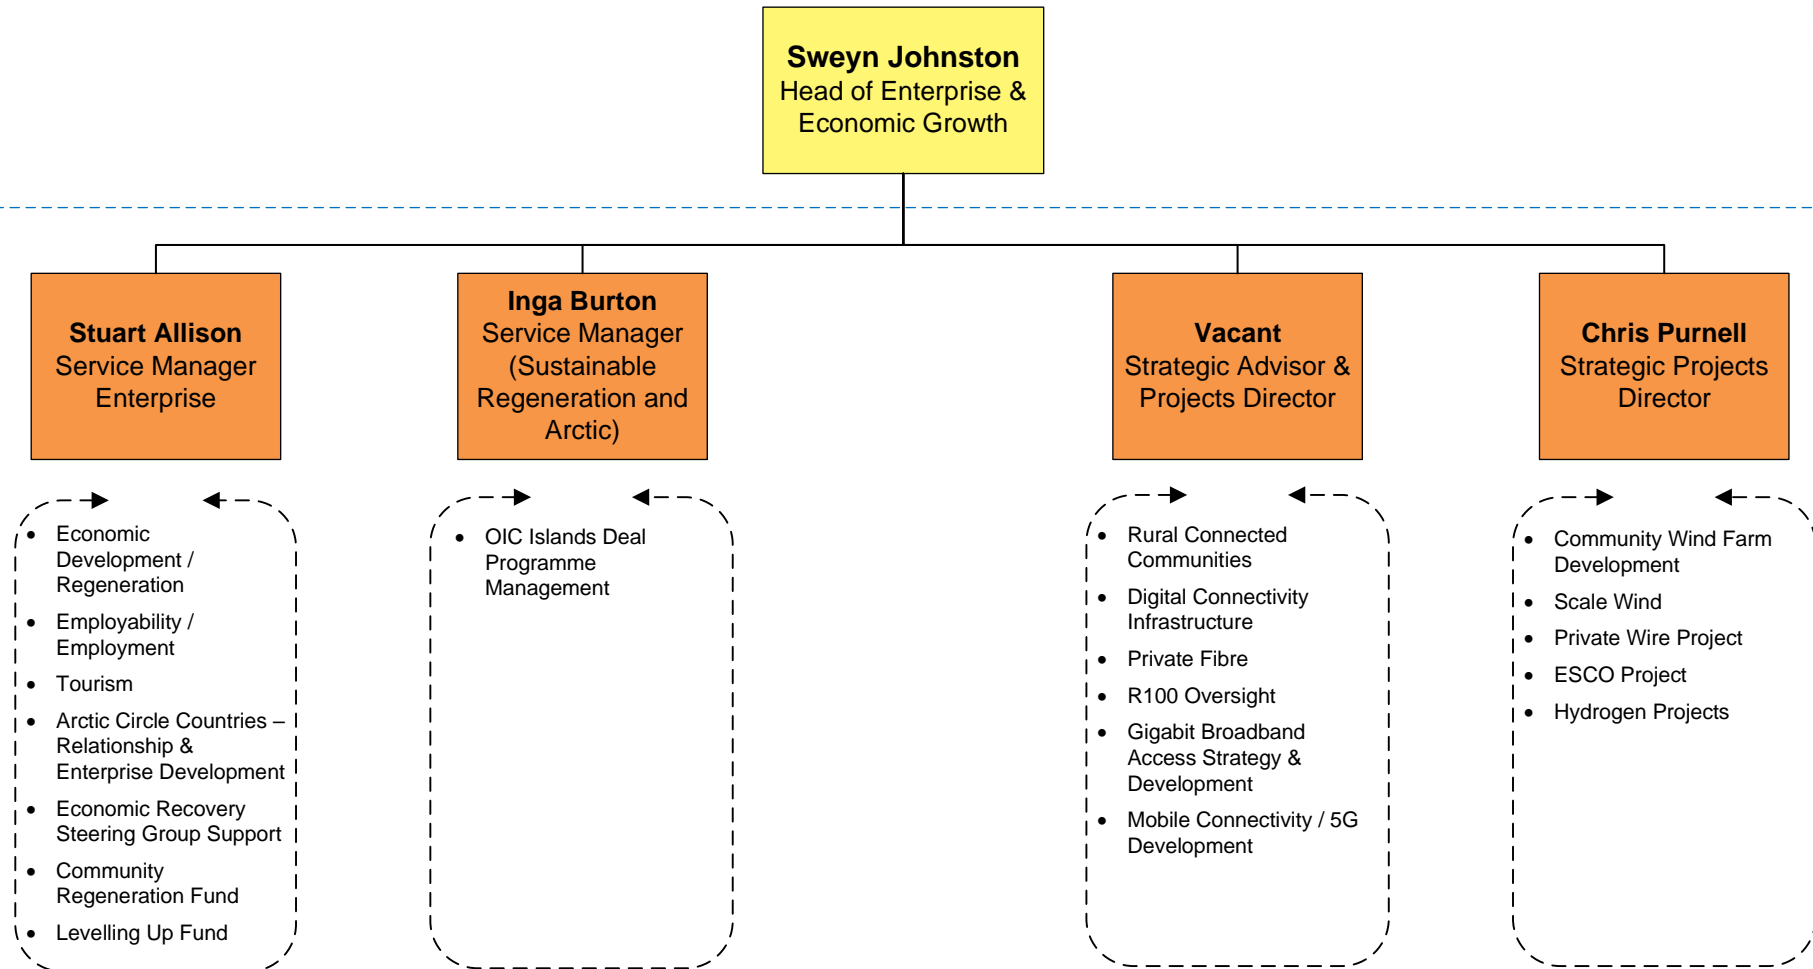 Sweyn Johnston
Head of Enterprise &
Economic Growth
Stuart Allison
Service Manager
Enterprise
Inga Burton
Service Manager
(Sustainable
Regeneration and
Arctic)
Vacant
Strategic Advisor &
Projects Director
Chris Purnell
Strategic Projects
Director
• Economic
Development /
Regeneration
• Employability /
Employment
• Tourism
• Arctic Circle Countries –
Relationship &
Enterprise Development
• Economic Recovery
Steering Group Support
• Community
Regeneration Fund
• Levelling Up Fund
• OIC Islands Deal
Programme
Management
• Rural Connected
Communities
• Digital Connectivity
Infrastructure
• Private Fibre
• R100 Oversight
• Gigabit Broadband
Access Strategy &
Development
• Mobile Connectivity / 5G
Development
• Community Wind Farm
Development
• Scale Wind
• Private Wire Project
• ESCO Project
• Hydrogen Projects